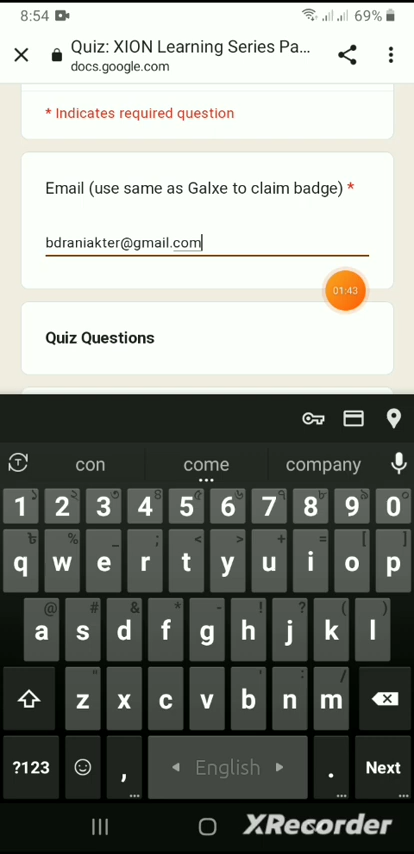 8:54 69%
Quiz: XION Learning Series Pa...
docs.google.com
* Indicates required question
Email (use same as Galxe to claim badge) *
bdraniakter@gmail.com
01:43
Quiz Questions
con come company
1 2 3 4 5 6 7 8 9 0
q w e r t y u i o p
a s d f g h j k l
z x c v b n m
?123 , English . Next
XRecorder